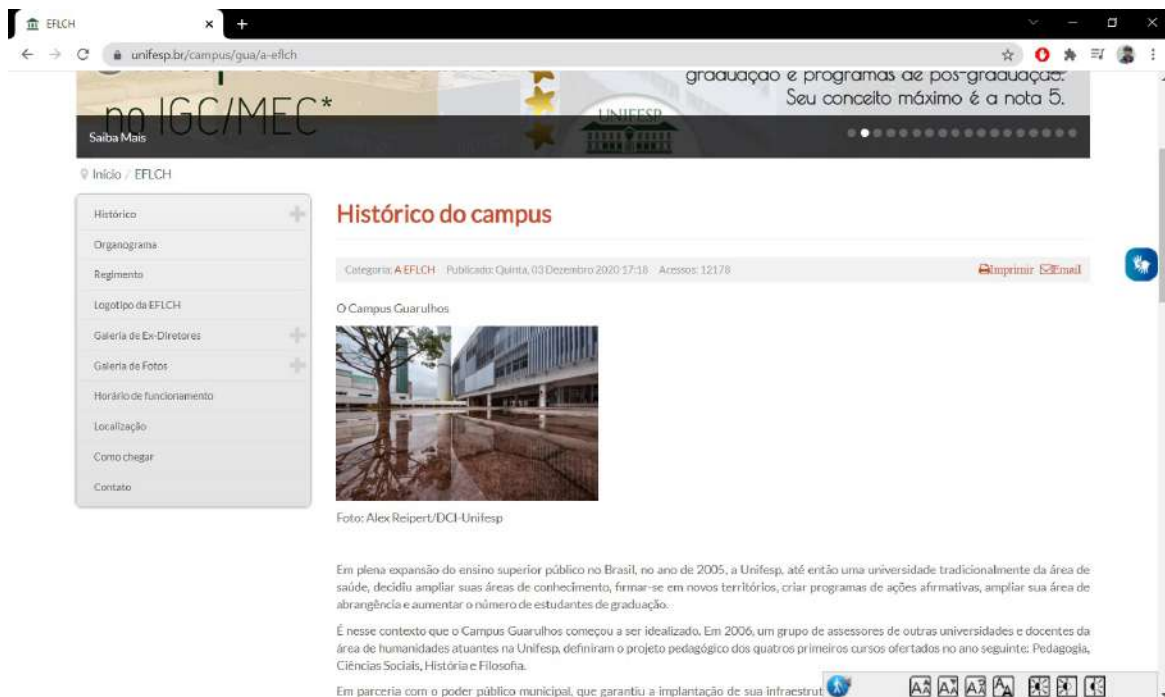 EFLCH
unifesp.br/campus/gua/a-eflch
graduação e programas de pós-graduação.
no IGC/MEC*
Seu conceito máximo é a nota 5.
UNIFESP
Saiba Mais
Início / EFLCH
Histórico
Organograma
Regimento
Logotipo da EFLCH
Galeria de Ex-Diretores
Galeria de Fotos
Horário de funcionamento
Localização
Como chegar
Contato
Histórico do campus
Categoria: A EFLCH Publicado: Quinta, 03 Dezembro 2020 17:18 Acessos: 12178
Imprimir Email
O Campus Guarulhos
Foto: Alex Reipert/DCI-Unifesp
Em plena expansão do ensino superior público no Brasil, no ano de 2005, a Unifesp, até então uma universidade tradicionalmente da área de
saúde, decidiu ampliar suas áreas de conhecimento, firmar-se em novos territórios, criar programas de ações afirmativas, ampliar sua área de
abrangência e aumentar o número de estudantes de graduação.
É nesse contexto que o Campus Guarulhos começou a ser idealizado. Em 2006, um grupo de assessores de outras universidades e docentes da
área de humanidades atuantes na Unifesp, definiram o projeto pedagógico dos quatros primeiros cursos ofertados no ano seguinte: Pedagogia,
Ciências Sociais, História e Filosofia.
Em parceria com o poder público municipal, que garantiu a implantação de sua infraestrut